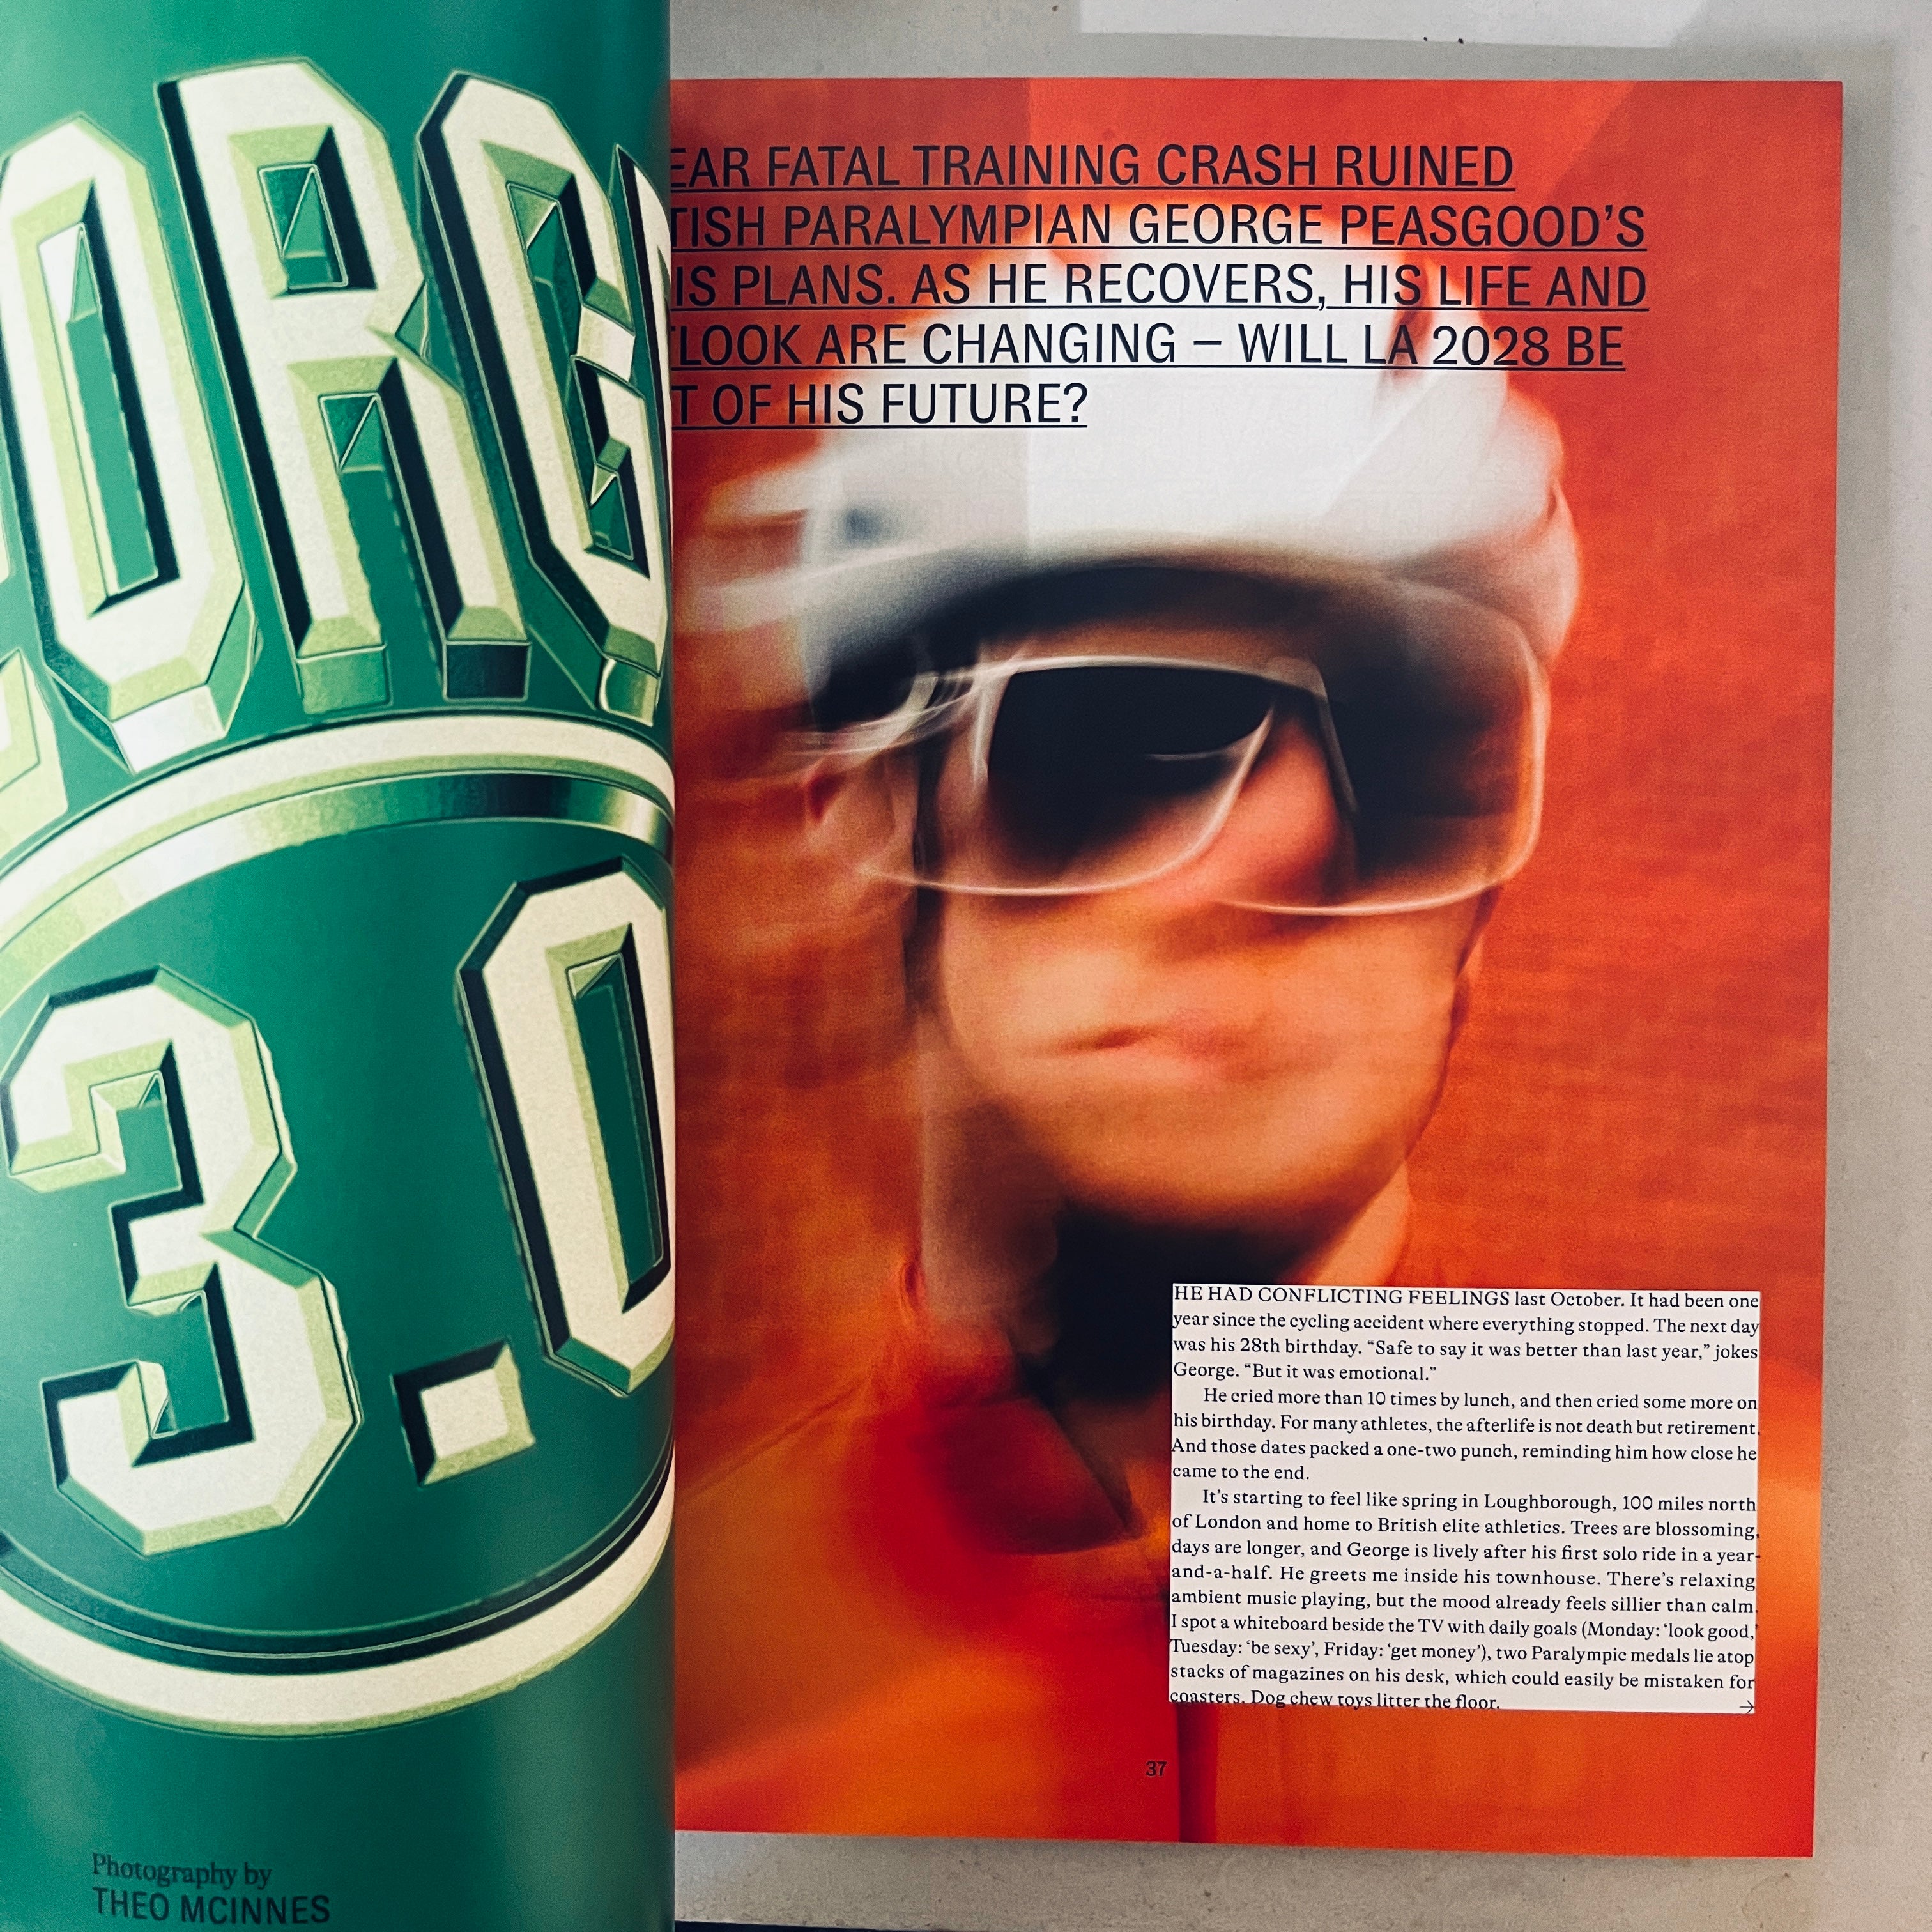 ORG
3.0
Photography by
THEO MCINNES
EAR FATAL TRAINING CRASH RUINED
TISH PARALYMPIAN GEORGE PEASGOOD’S
IS PLANS. AS HE RECOVERS, HIS LIFE AND
TLOOK ARE CHANGING – WILL LA 2028 BE
T OF HIS FUTURE?
HE HAD CONFLICTING FEELINGS last October. It had been one
year since the cycling accident where everything stopped. The next day
was his 28th birthday. “Safe to say it was better than last year,” jokes
George. “But it was emotional.”
He cried more than 10 times by lunch, and then cried some more on
his birthday. For many athletes, the afterlife is not death but retirement.
And those dates packed a one-two punch, reminding him how close he
came to the end.
It’s starting to feel like spring in Loughborough, 100 miles north
of London and home to British elite athletics. Trees are blossoming,
days are longer, and George is lively after his first solo ride in a year-
and-a-half. He greets me inside his townhouse. There’s relaxing
ambient music playing, but the mood already feels sillier than calm.
I spot a whiteboard beside the TV with daily goals (Monday: ‘look good,’
Tuesday: ‘be sexy’, Friday: ‘get money’), two Paralympic medals lie atop
stacks of magazines on his desk, which could easily be mistaken for
coasters. Dog chew toys litter the floor. →
37